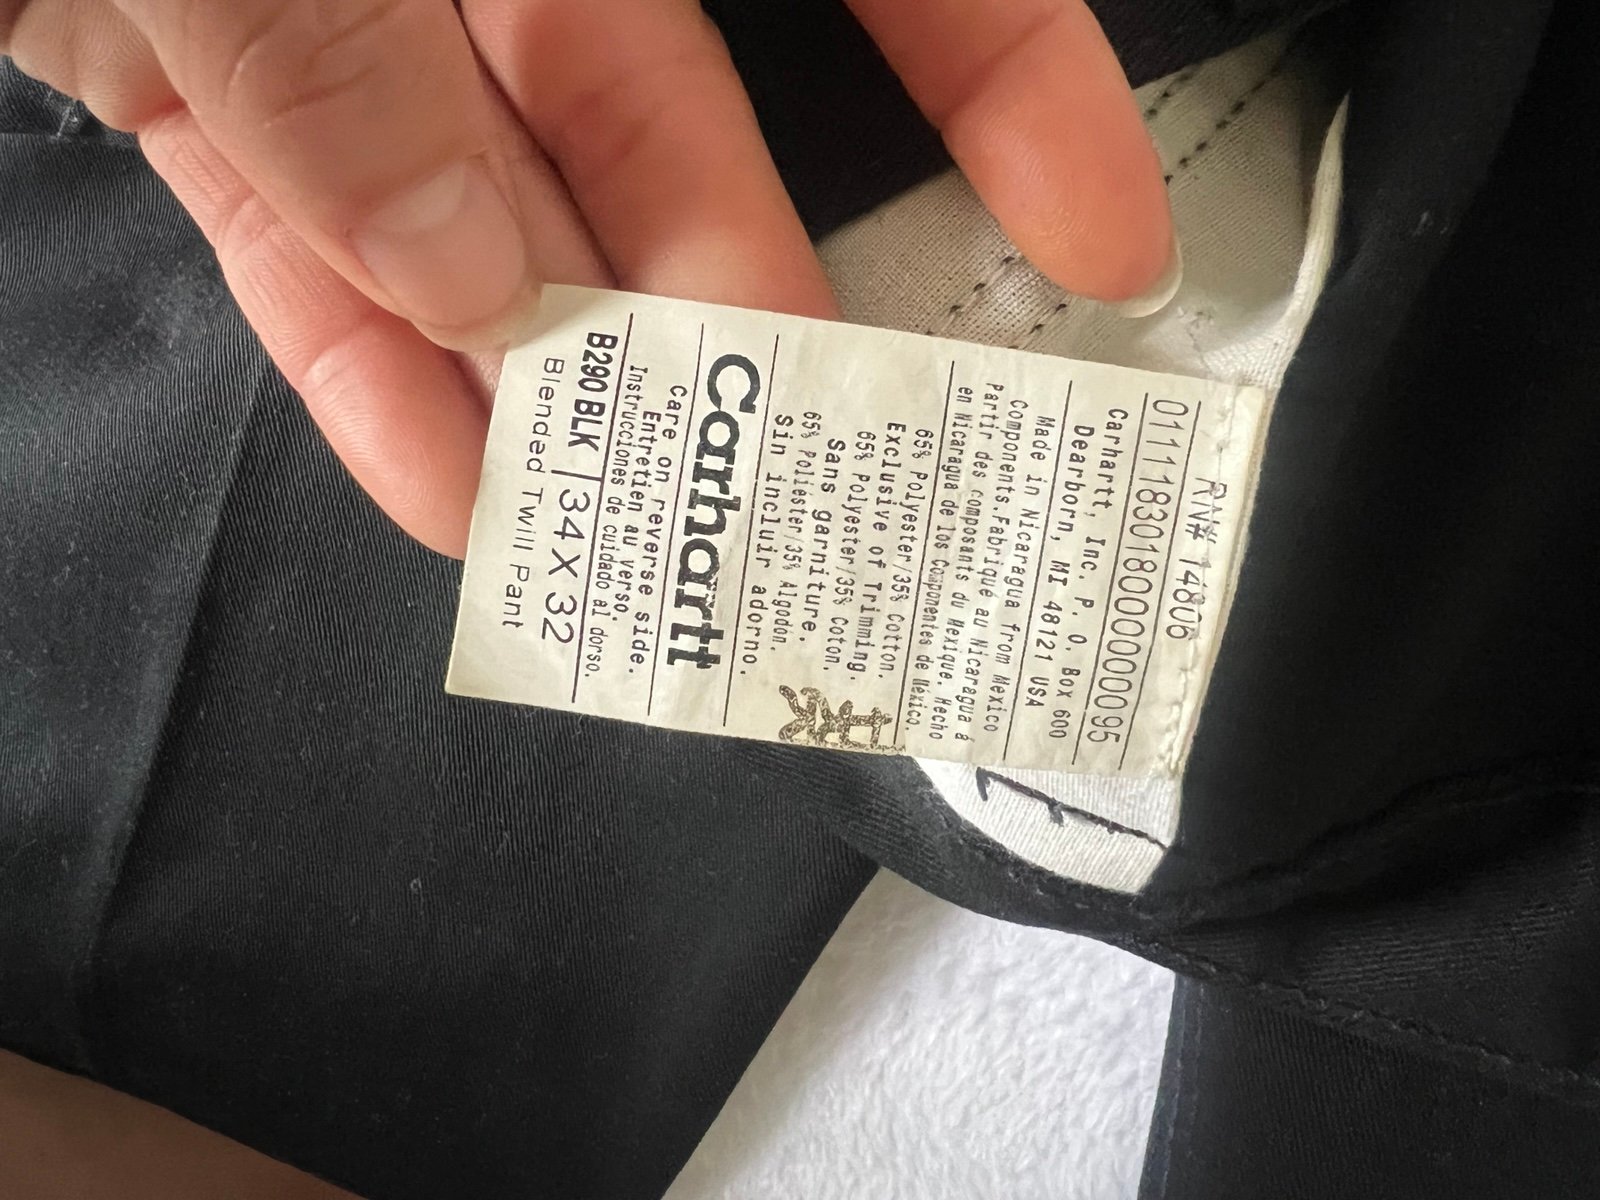 RN# 14806
Carhartt, Inc. P. O. Box 600
Dearborn, MI 48121 USA
Made in Nicaragua from Mexico
Components.Fabriqué au Nicaragua á
Partir des composants du Mexique. Hecho
en Nicaragua de los Componentes de México.
65% Polyester/35% Cotton.
Exclusive of Trimming.
65% Polyester/35% Coton.
Sans garniture.
65% Poliéster/35% Algodón.
Sin incluir adorno.
Carhartt
Care on reverse side.
Entretien au verso.
Instrucciones de cuidado al dorso.
B290 BLK 34 X 32
Blended Twill Pant